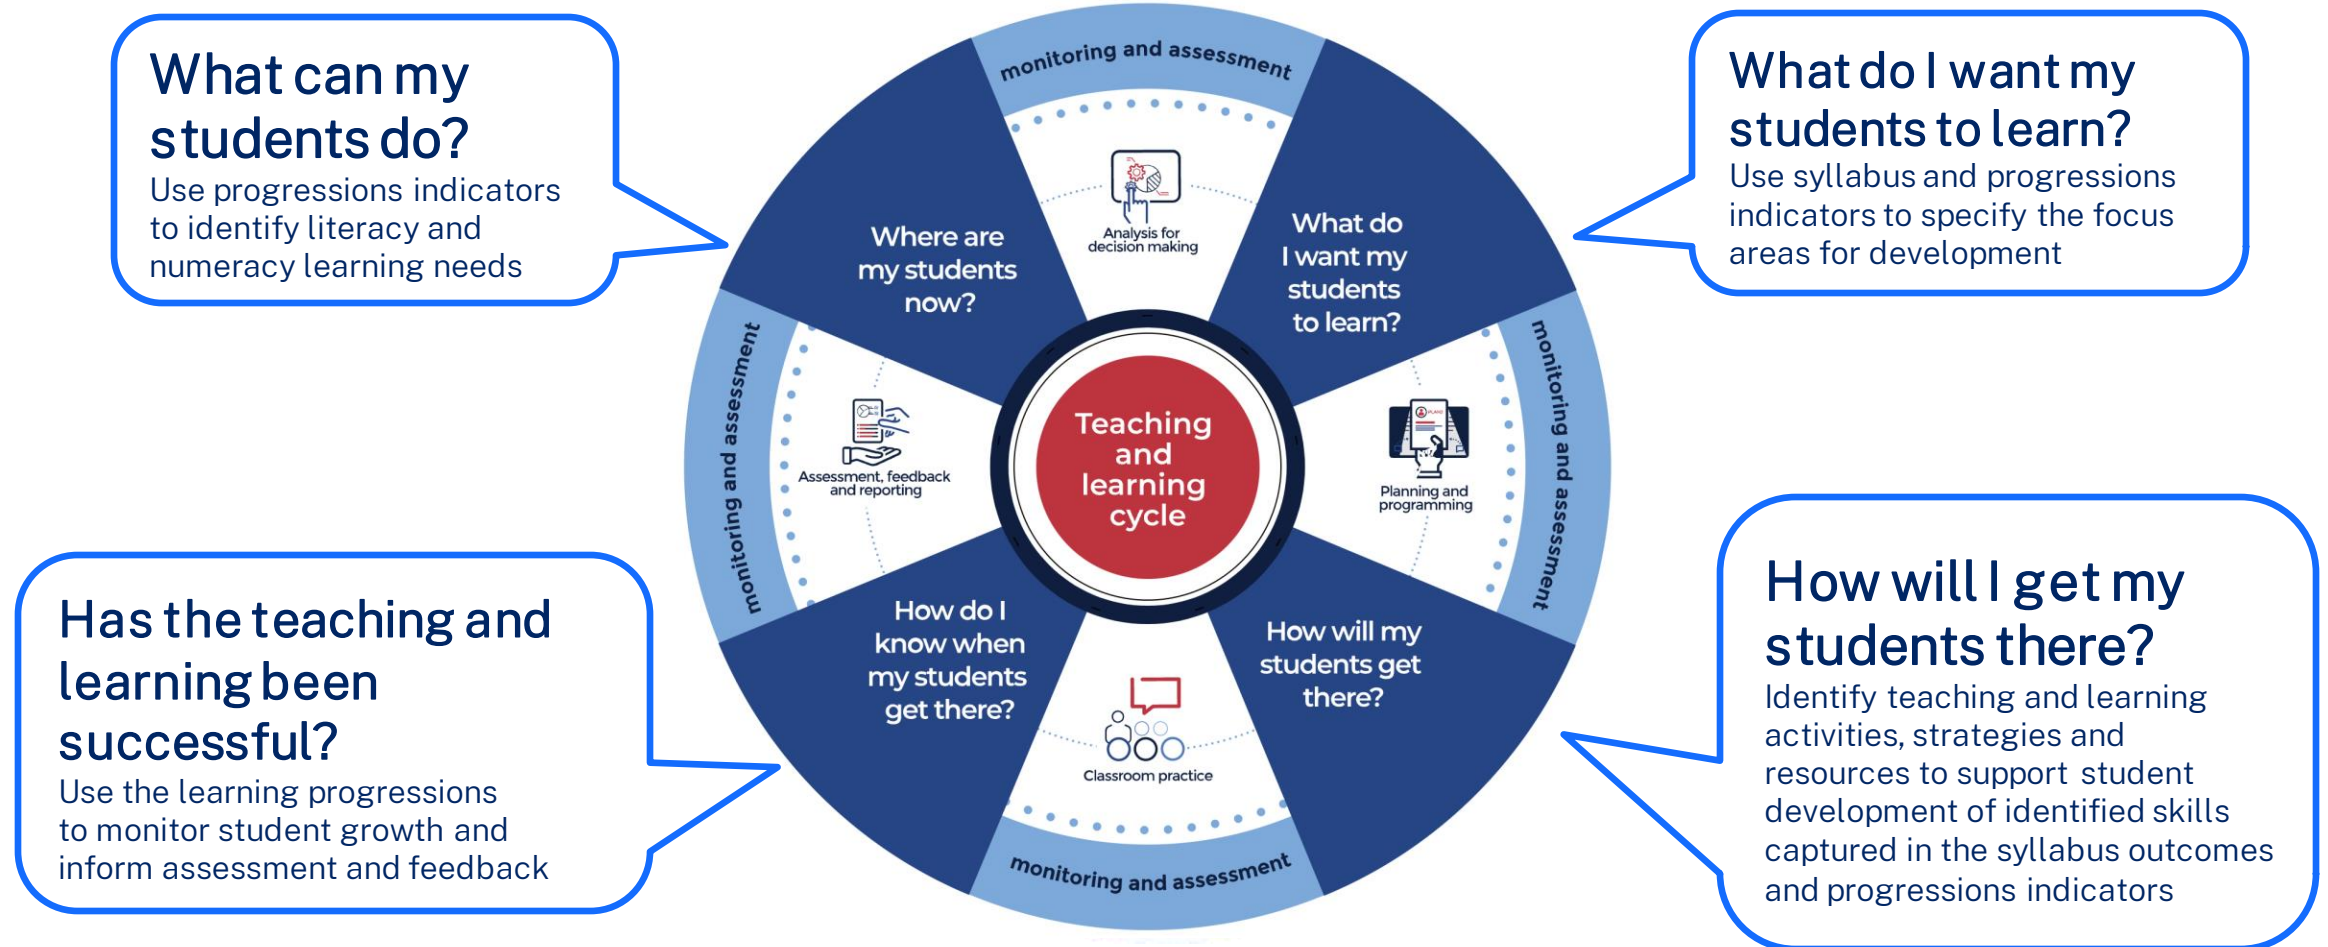 What can my
students do?
Use progressions indicators
to identify literacy and
numeracy learning needs
What do I want my
students to learn?
Use syllabus and progressions
indicators to specify the focus
areas for development
monitoring and assessment
Analysis for
decision making
Where are
my students
now?
What do
I want my
students
to learn?
monitoring and assessment
Assessment, feedback
and reporting
Teaching
and
learning
cycle
Planning and
programming
monitoring and assessment
How do I
know when
my students
get there?
How will my
students get
there?
Classroom practice
monitoring and assessment
Has the teaching and
learning been
successful?
Use the learning progressions
to monitor student growth and
inform assessment and feedback
How will I get my
students there?
Identify teaching and learning
activities, strategies and
resources to support student
development of identified skills
captured in the syllabus outcomes
and progressions indicators